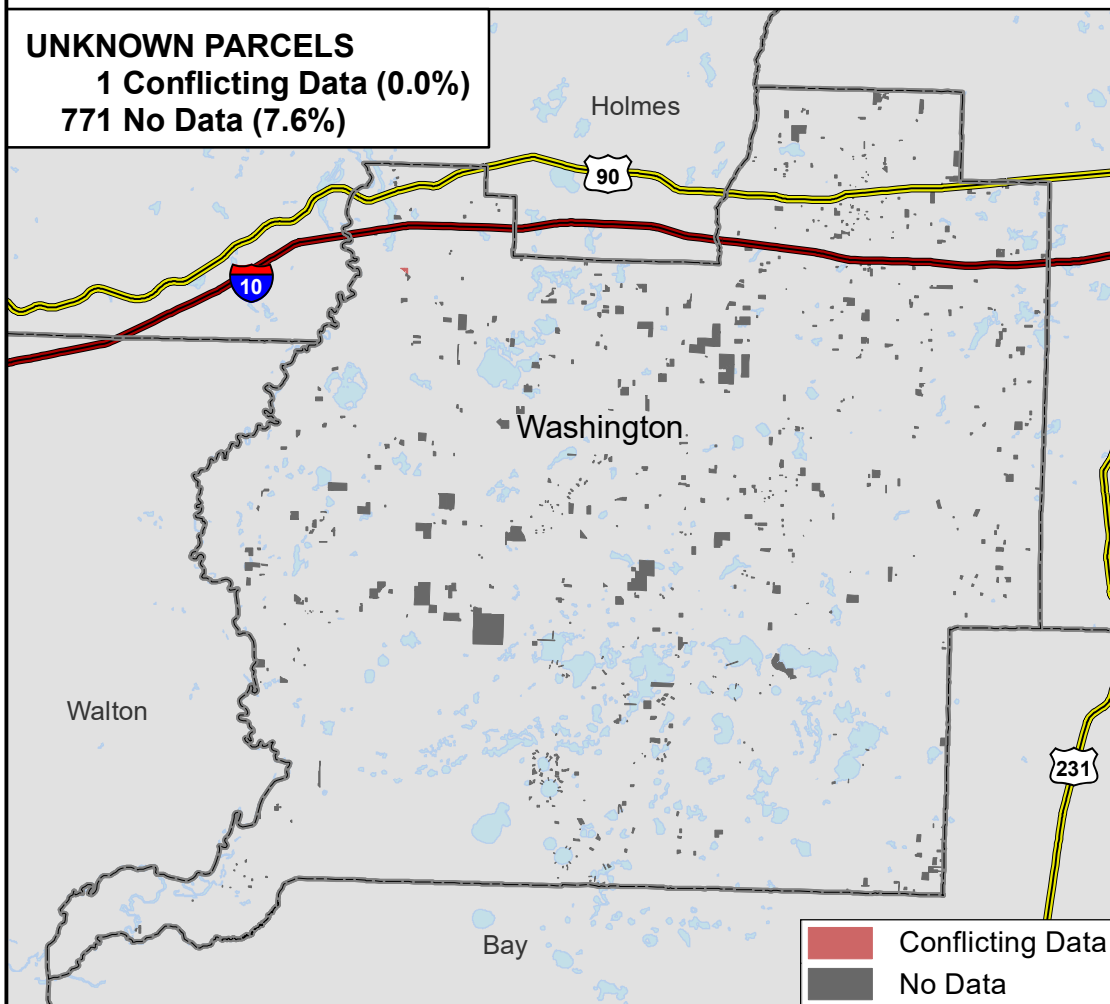 UNKNOWN PARCELS
1 Conflicting Data (0.0%)
771 No Data (7.6%)
Holmes
90
10
Washington
Walton
231
Bay
Conflicting Data
No Data